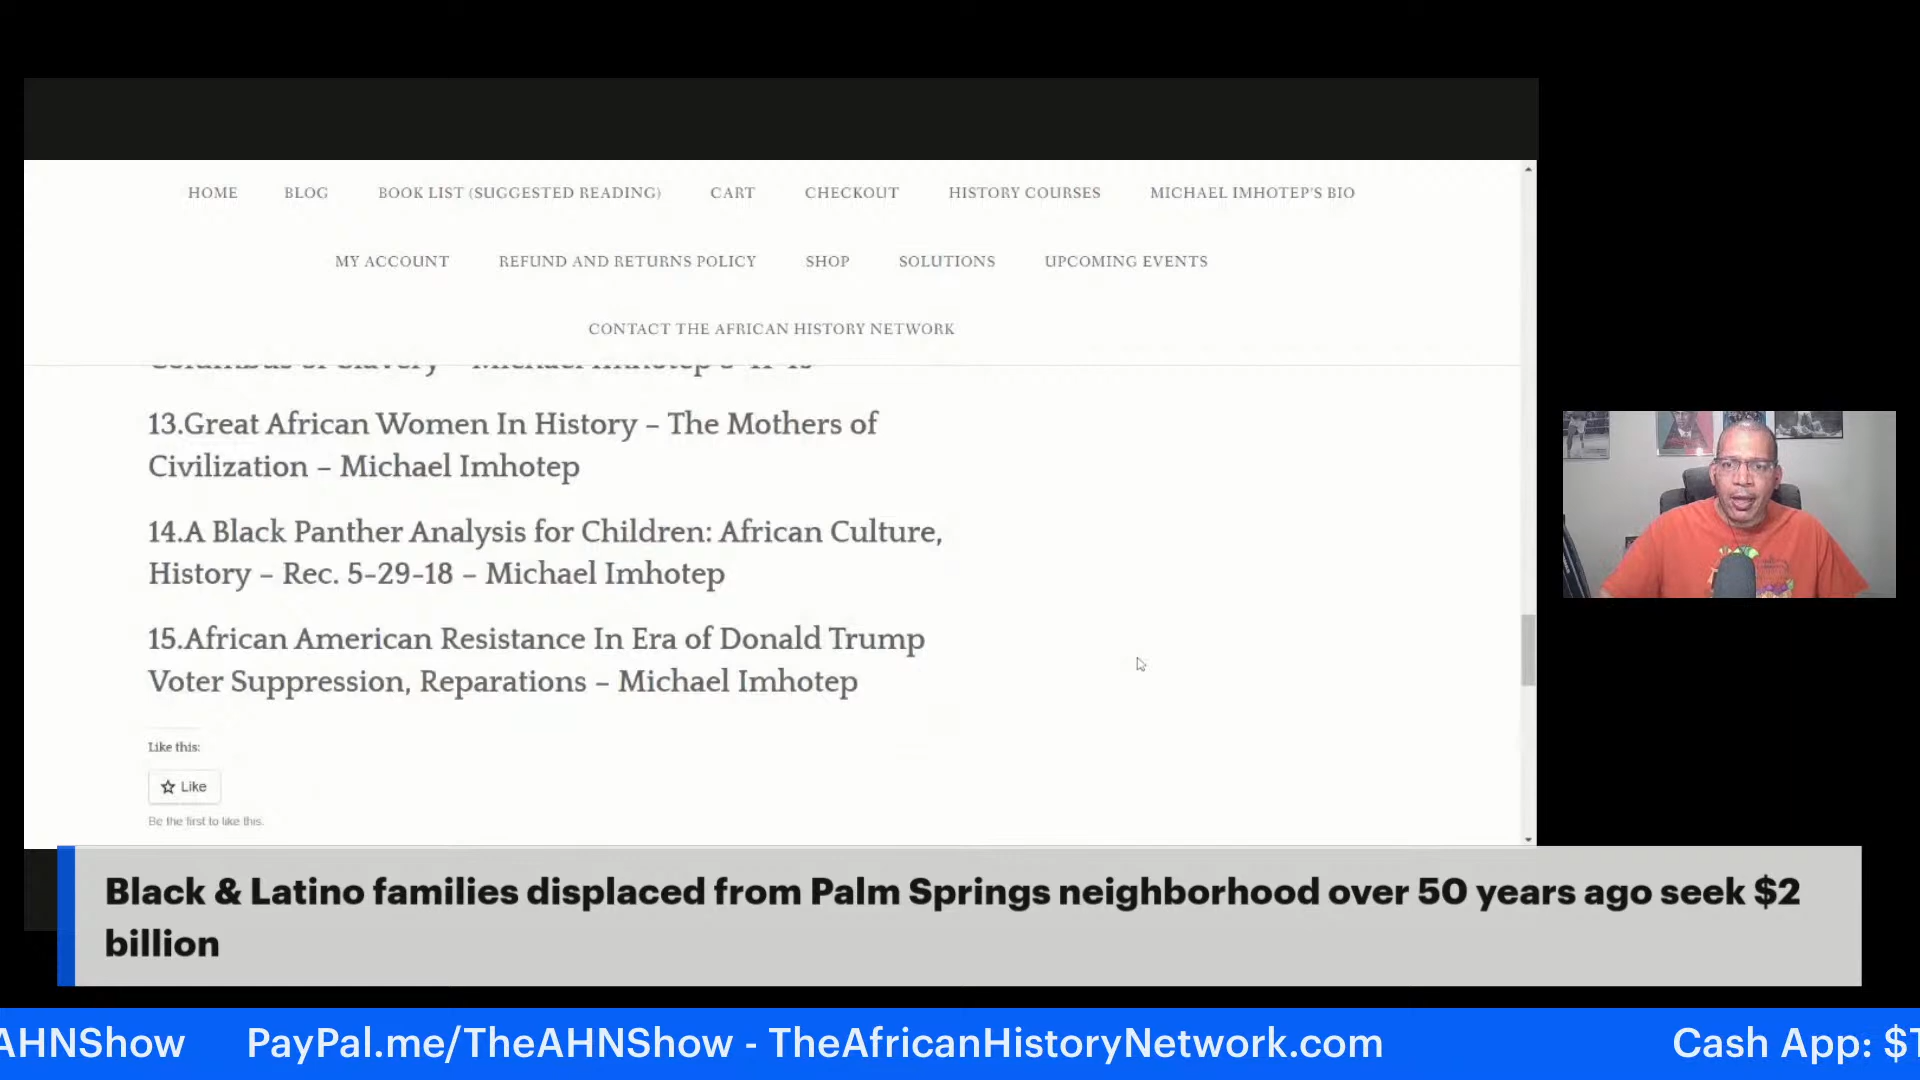 HOME BLOG BOOK LIST (SUGGESTED READING) CART CHECKOUT HISTORY COURSES MICHAEL IMHOTEP'S BIO
MY ACCOUNT REFUND AND RETURNS POLICY SHOP SOLUTIONS UPCOMING EVENTS
CONTACT THE AFRICAN HISTORY NETWORK
13.Great African Women In History – The Mothers of
Civilization – Michael Imhotep
14.A Black Panther Analysis for Children: African Culture,
History – Rec. 5-29-18 – Michael Imhotep
15.African American Resistance In Era of Donald Trump
Voter Suppression, Reparations – Michael Imhotep
Like this:
Like
Be the first to like this.
Black & Latino families displaced from Palm Springs neighborhood over 50 years ago seek $2
billion
AHNShow PayPal.me/TheAHNShow - TheAfricanHistoryNetwork.com Cash App: $T